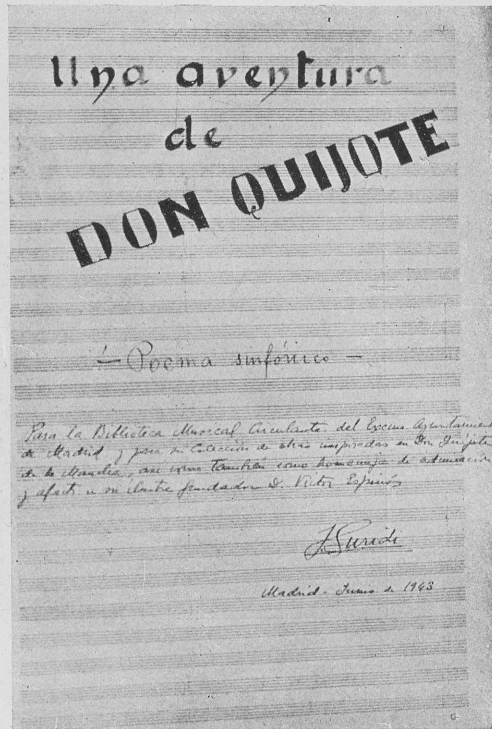 Una aventura
de
DON QUIJOTE
— Poema sinfónico —
Para la Biblioteca Musical Circulante del Excmo Ayuntamiento
de Madrid y para su Colección de obras inspiradas en Don Quijote
de la Mancha, así como también como homenaje de admiración
y afecto a su ilustre fundador D. Victor Espinós
J Guridi
Madrid - Junio de 1943